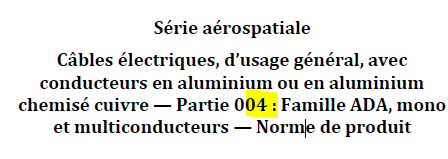 Série aérospatiale
Câbles électriques, d’usage général, avec
conducteurs en aluminium ou en aluminium
chemisé cuivre — Partie 004 : Famille ADA, mono
et multiconducteurs — Norme de produit